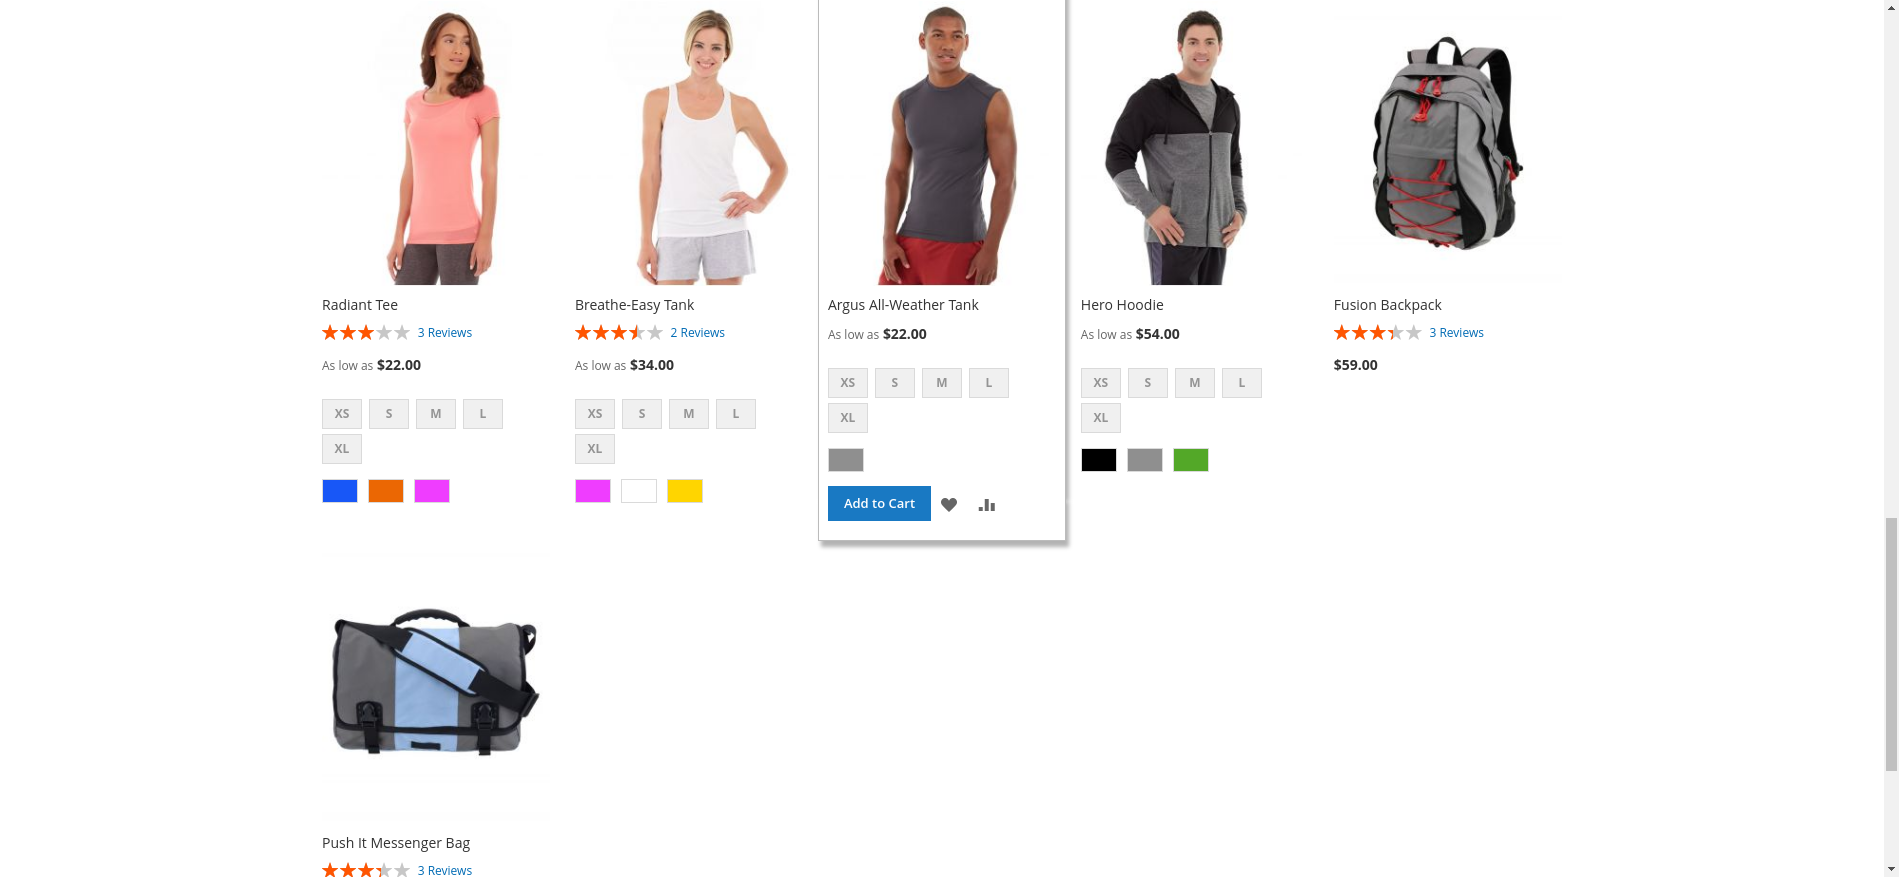 Radiant Tee
3 Reviews
As low as $22.00
XS S M L
XL
Breathe-Easy Tank
2 Reviews
As low as $34.00
XS S M L
XL
Argus All-Weather Tank
As low as $22.00
XS S M L
XL
Add to Cart
Hero Hoodie
As low as $54.00
XS S M L
XL
Fusion Backpack
3 Reviews
$59.00
Push It Messenger Bag
3 Reviews